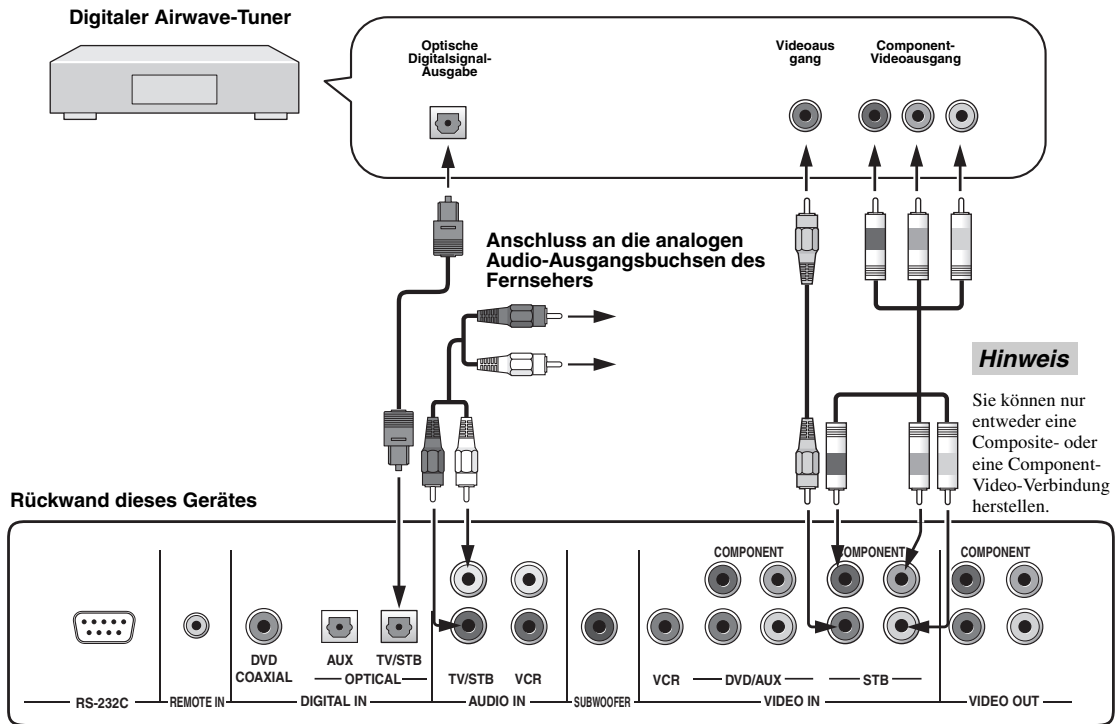 Digitaler Airwave-Tuner
Optische
Digitalsignal-
Ausgabe
Videoaus
gang
Component-
Videoausgang
Anschluss an die analogen
Audio-Ausgangsbuchsen des
Fernsehers
Hinweis
Sie können nur
entweder eine
Composite- oder
eine Component-
Video-Verbindung
herstellen.
Rückwand dieses Gerätes
COMPONENT
COMPONENT
COMPONENT
DVD
COAXIAL
AUX
TV/STB
OPTICAL
TV/STB
VCR
VCR
DVD/AUX
STB
RS-232C
REMOTE IN
DIGITAL IN
AUDIO IN
SUBWOOFER
VIDEO IN
VIDEO OUT